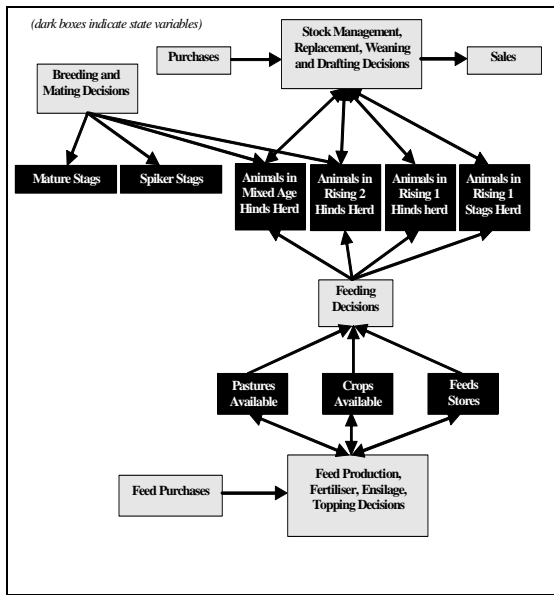 (dark boxes indicate state variables)
Stock Management,
Replacement, Weaning
and Drafting Decisions
Purchases
Sales
Breeding and
Mating Decisions
Mature Stags
Spiker Stags
Animals in
Mixed Age
Hinds Herd
Animals in
Rising 2
Hinds Herd
Animals in
Rising 1
Hinds herd
Animals in
Rising 1
Stags Herd
Feeding
Decisions
Pastures
Available
Crops
Available
Feeds
Stores
Feed Purchases
Feed Production,
Fertiliser, Ensilage,
Topping Decisions